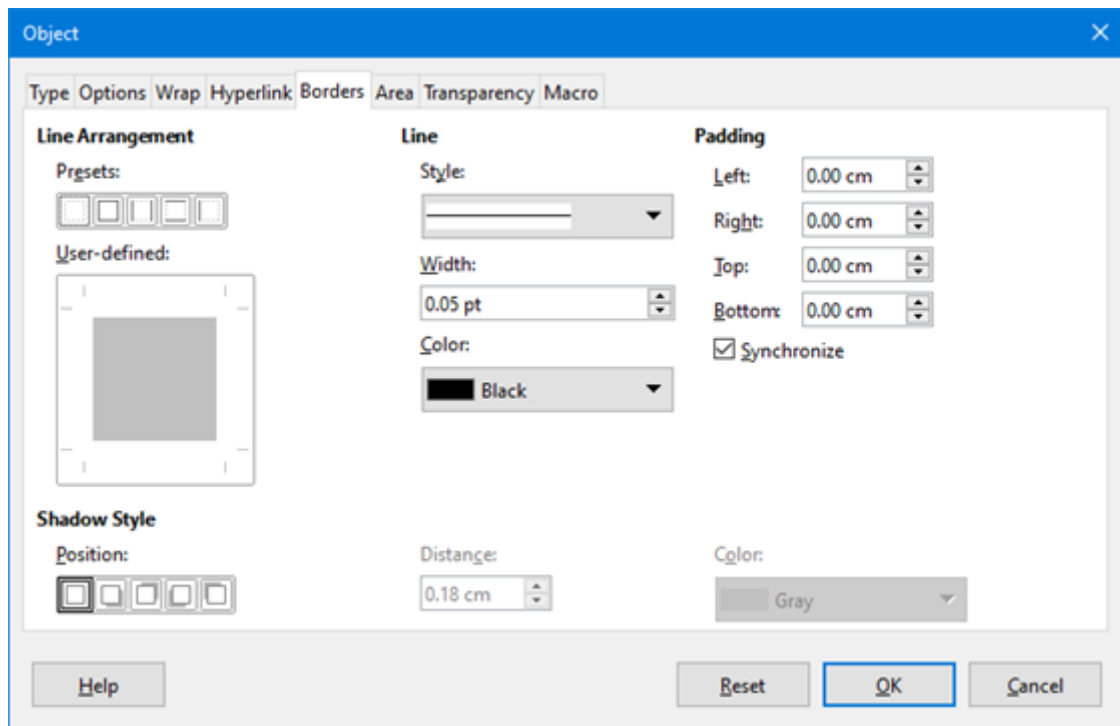 Object
Type Options Wrap Hyperlink Borders Area Transparency Macro
Line Arrangement
Presets:
User-defined:
Line
Style:
Width:
0.05 pt
Color:
Black
Padding
Left: 0.00 cm
Right: 0.00 cm
Top: 0.00 cm
Bottom: 0.00 cm
Synchronize
Shadow Style
Position:
Distance:
0.18 cm
Color:
Gray
Help Reset OK Cancel